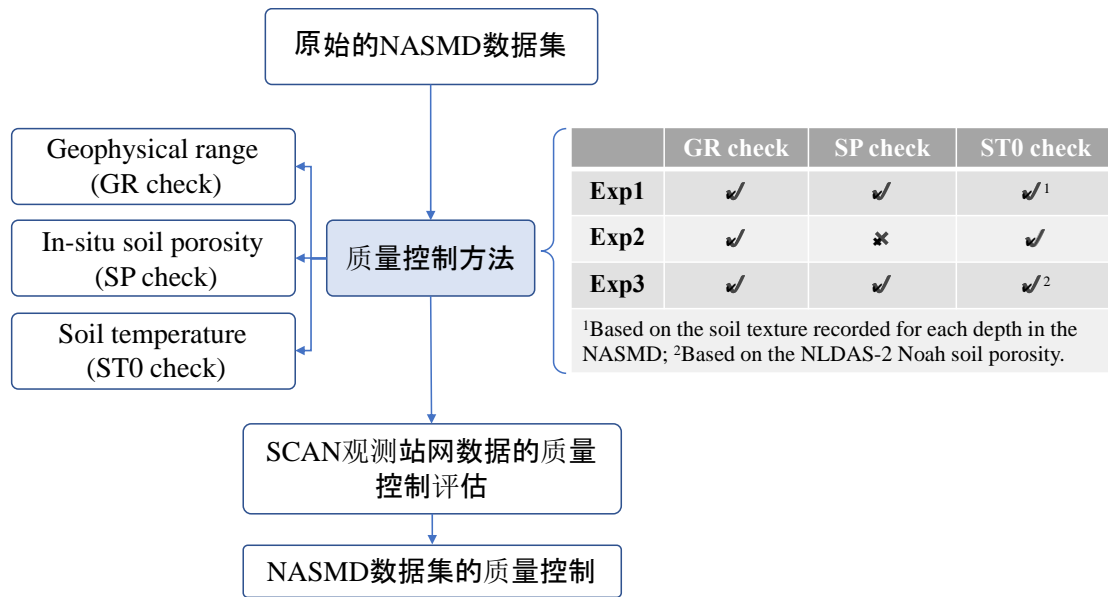 原始的NASMD数据集
Geophysical range
(GR check)
In-situ soil porosity
(SP check)
Soil temperature
(ST0 check)
质量控制方法
GR check SP check ST0 check
Exp1 ✔ ✔ ✔¹
Exp2 ✔ ✖ ✔
Exp3 ✔ ✔ ✔²
¹Based on the soil texture recorded for each depth in the
NASMD; ²Based on the NLDAS-2 Noah soil porosity.
SCAN观测站网数据的质量
控制评估
NASMD数据集的质量控制